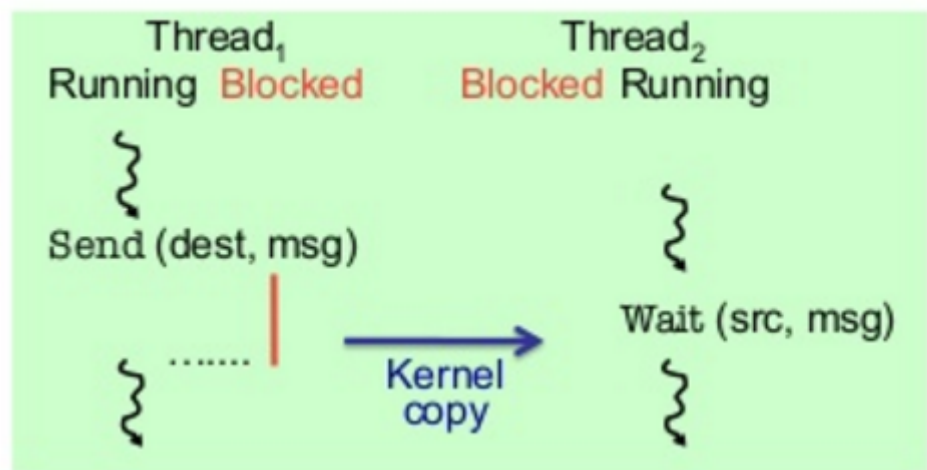 Thread₁ Thread₂
Running Blocked Blocked Running
Send (dest, msg)
Wait (src, msg)
.......
Kernel
copy